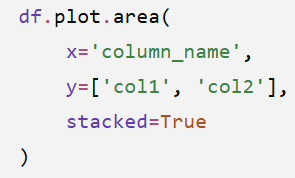 df.plot.area(
    x='column_name',
    y=['col1', 'col2'],
    stacked=True
)